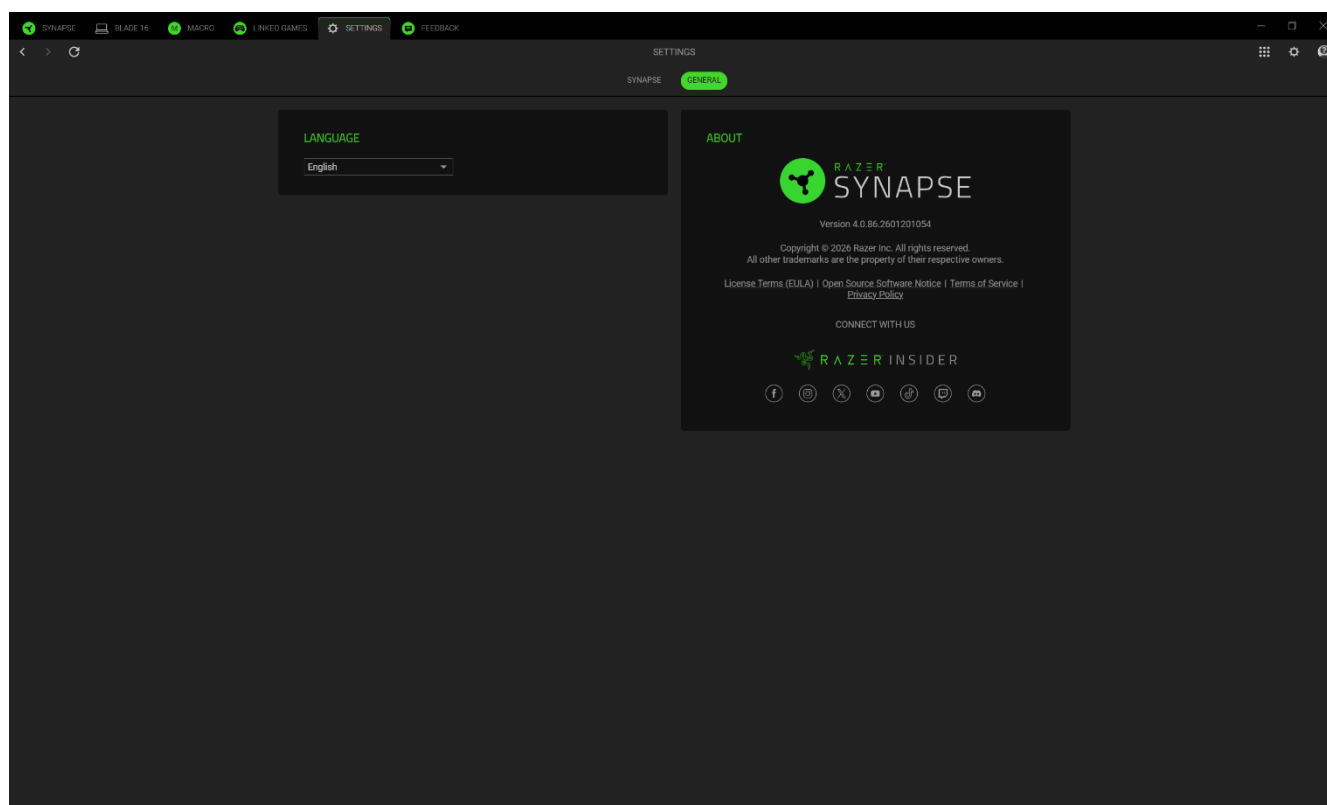 SYNAPSE BLADE 16 MACRO LINKED GAMES SETTINGS FEEDBACK
SETTINGS
SYNAPSE GENERAL
LANGUAGE
English
ABOUT
RAZER
SYNAPSE
Version 4.0.86.2601201054
Copyright © 2026 Razer Inc. All rights reserved.
All other trademarks are the property of their respective owners.
License Terms (EULA) | Open Source Software Notice | Terms of Service |
Privacy Policy
CONNECT WITH US
RAZER INSIDER